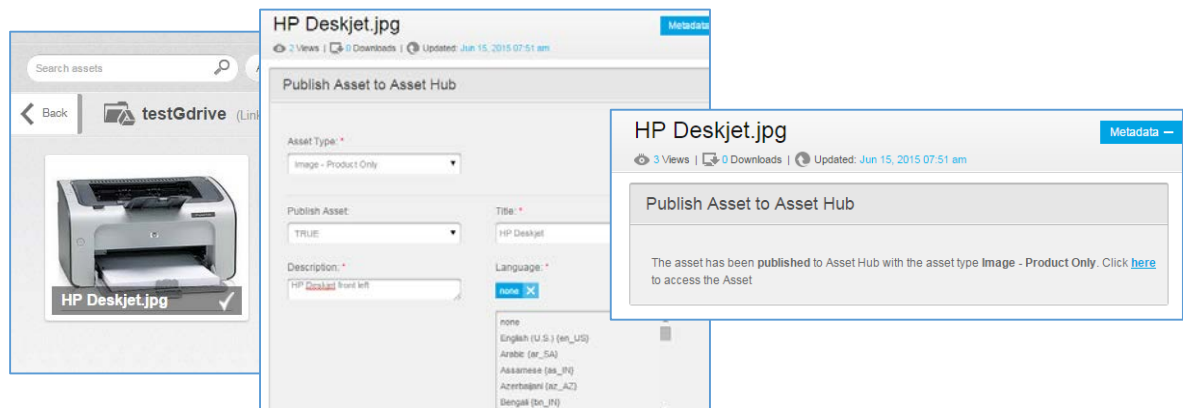 Search assets
Back
testGdrive
HP Deskjet.jpg
HP Deskjet.jpg
Metadata
2 Views | 0 Downloads | Updated: Jun 15, 2015 07:51 am
Publish Asset to Asset Hub
Asset Type: *
Image - Product Only
Publish Asset:
Title: *
TRUE
HP Deskjet
Description: *
Language: *
HP Deskjet front left
none
none
English (U.S.) (en_US)
Arabic (ar_SA)
Assamese (as_IN)
Azerbaijani (az_AZ)
Bengali (bn_IN)
HP Deskjet.jpg
Metadata –
3 Views | 0 Downloads | Updated: Jun 15, 2015 07:51 am
Publish Asset to Asset Hub
The asset has been published to Asset Hub with the asset type Image - Product Only. Click here
to access the Asset